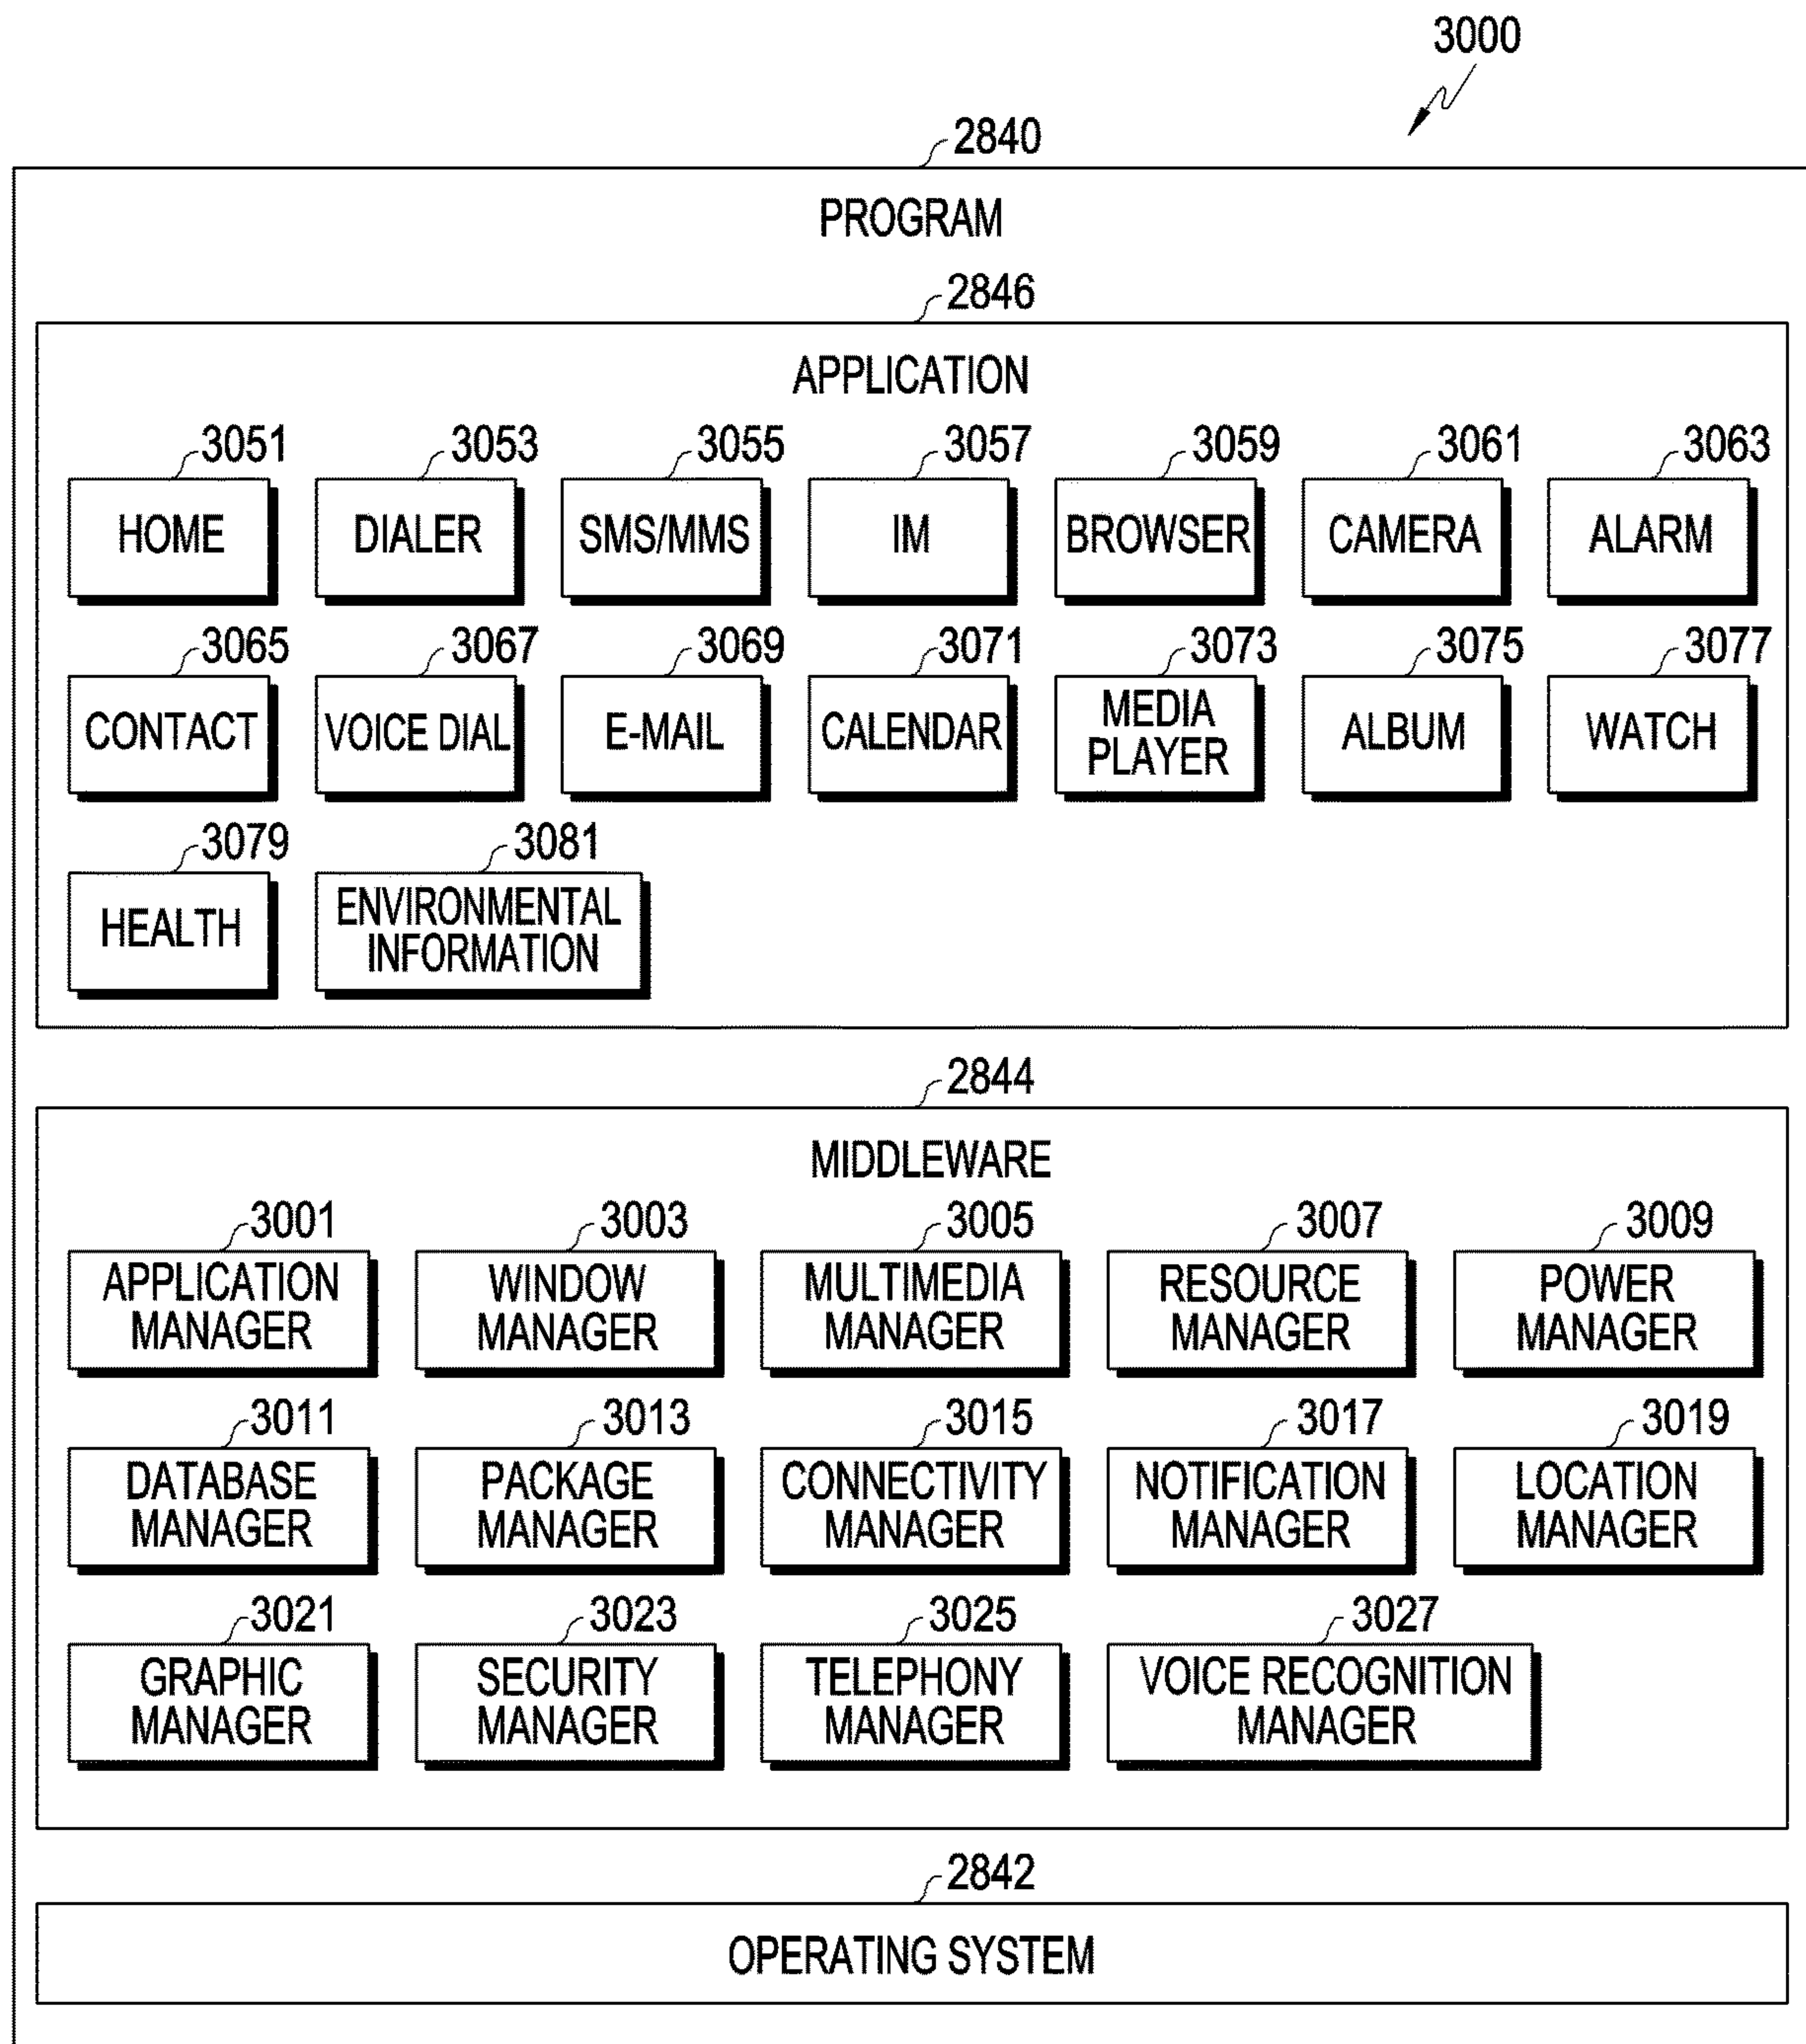 3000
2840
PROGRAM
2846
APPLICATION
3051 3053 3055 3057 3059 3061 3063
HOME DIALER SMS/MMS IM BROWSER CAMERA ALARM
3065 3067 3069 3071 3073 3075 3077
CONTACT VOICE DIAL E-MAIL CALENDAR MEDIA PLAYER ALBUM WATCH
3079 3081
HEALTH ENVIRONMENTAL INFORMATION
2844
MIDDLEWARE
3001 3003 3005 3007 3009
APPLICATION MANAGER WINDOW MANAGER MULTIMEDIA MANAGER RESOURCE MANAGER POWER MANAGER
3011 3013 3015 3017 3019
DATABASE MANAGER PACKAGE MANAGER CONNECTIVITY MANAGER NOTIFICATION MANAGER LOCATION MANAGER
3021 3023 3025 3027
GRAPHIC MANAGER SECURITY MANAGER TELEPHONY MANAGER VOICE RECOGNITION MANAGER
2842
OPERATING SYSTEM